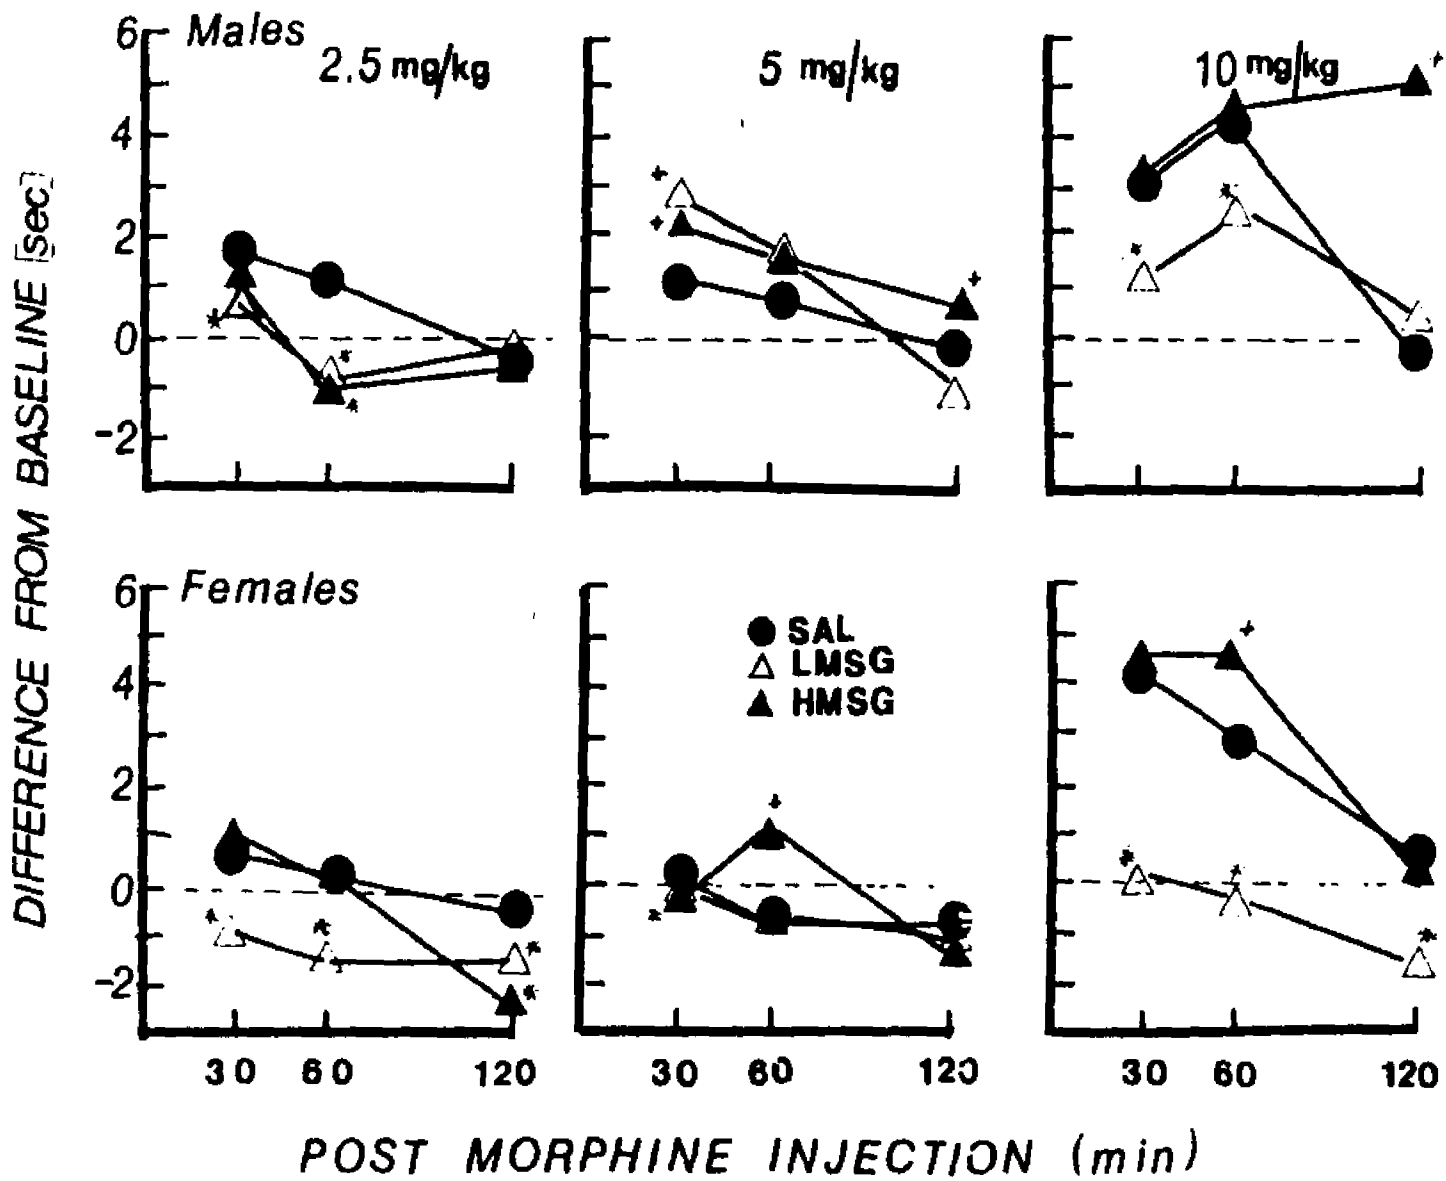 Males
2.5 mg/kg
5 mg/kg
10 mg/kg
6
4
2
0
-2
DIFFERENCE FROM BASELINE [sec]
Females
6
4
2
0
-2
SAL
LMSG
HMSG
30 60 120
30 60 120
30 60 120
POST MORPHINE INJECTION (min)